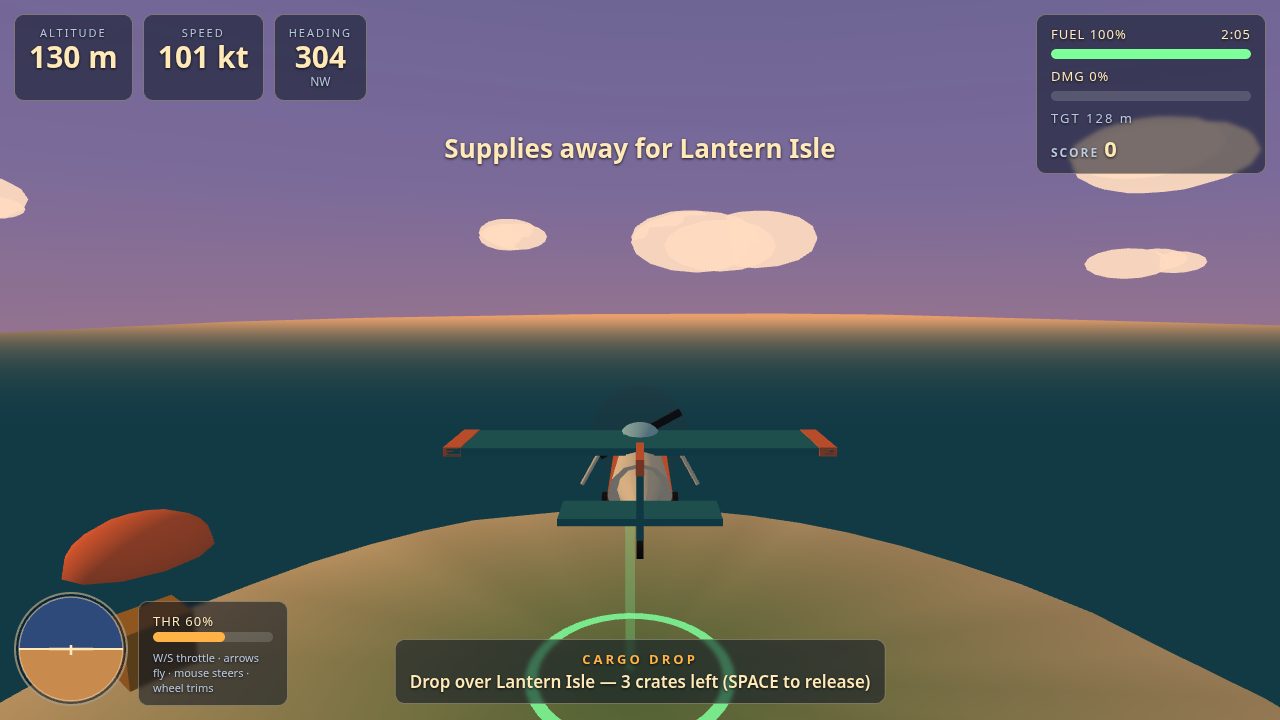 ALTITUDE
130 m
SPEED
101 kt
HEADING
304
NW
FUEL 100% 2:05
DMG 0%
TGT 128 m
SCORE 0
Supplies away for Lantern Isle
THR 60%
W/S throttle · arrows
fly · mouse steers ·
wheel trims
CARGO DROP
Drop over Lantern Isle — 3 crates left (SPACE to release)